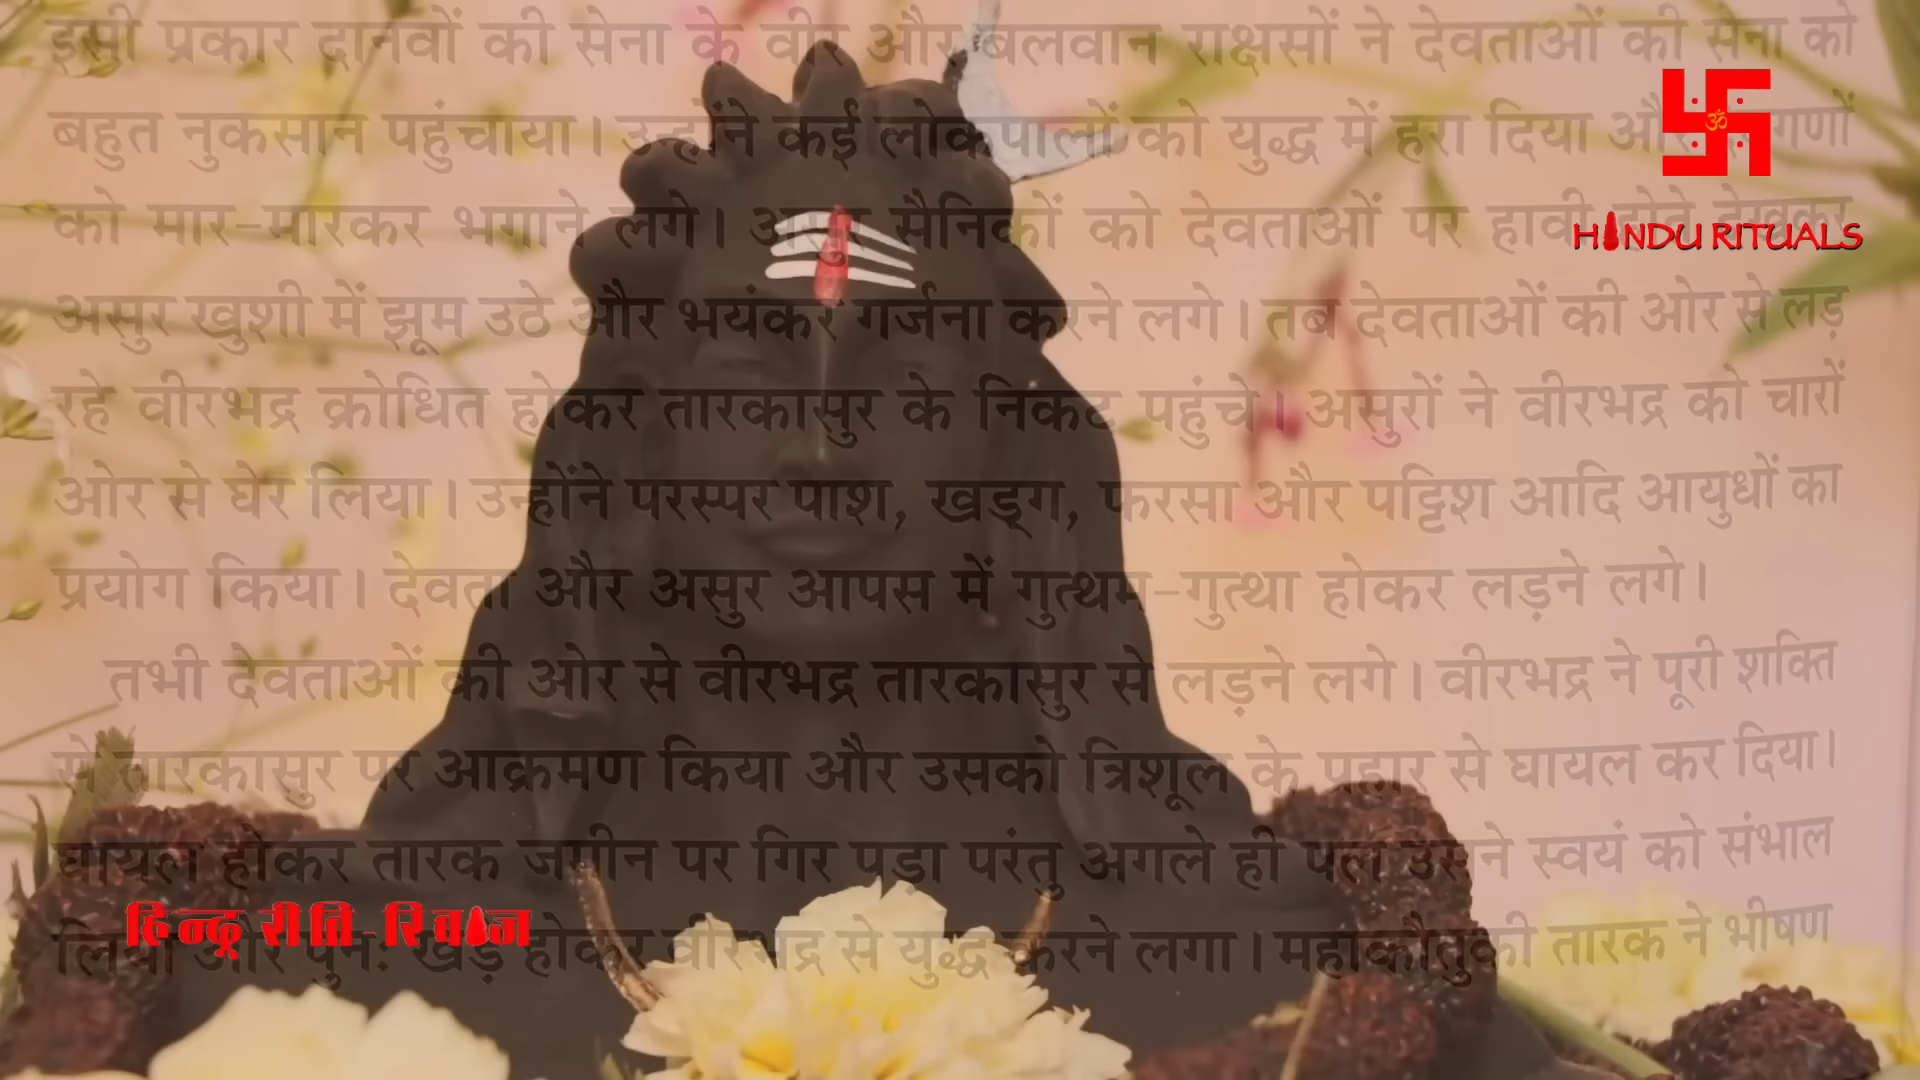 इसी प्रकार दानवों की सेना के वीर और बलवान राक्षसों ने देवताओं की सेना को
बहुत नुकसान पहुंचाया। उन्होंने कई लोकपालों को युद्ध में हरा दिया और
को मार-मारकर भगाने लगे। असुर सैनिकों को देवताओं पर हावी होते देखकर
असुर खुशी में झूम उठे और भयंकर गर्जना करने लगे। तब देवताओं की ओर से लड़
रहे वीरभद्र क्रोधित होकर तारकासुर के निकट पहुंचे। असुरों ने वीरभद्र को चारों
ओर से घेर लिया। उन्होंने परस्पर पाश, खड्ग, फरसा और पट्टिश आदि आयुधों का
प्रयोग किया। देवता और असुर आपस में गुत्थम-गुत्था होकर लड़ने लगे।
तभी देवताओं की ओर से वीरभद्र तारकासुर से लड़ने लगे। वीरभद्र ने पूरी शक्ति
से तारकासुर पर आक्रमण किया और उसको त्रिशूल के प्रहार से घायल कर दिया।
घायल होकर तारक जमीन पर गिर पड़ा परंतु अगले ही पल उसने स्वयं को संभाल
लिया और पुनः खड़े होकर वीरभद्र से युद्ध करने लगा। महाकौतुकी तारक ने भीषण
ॐ
HINDU RITUALS
हिन्दू रीति-रिवाज